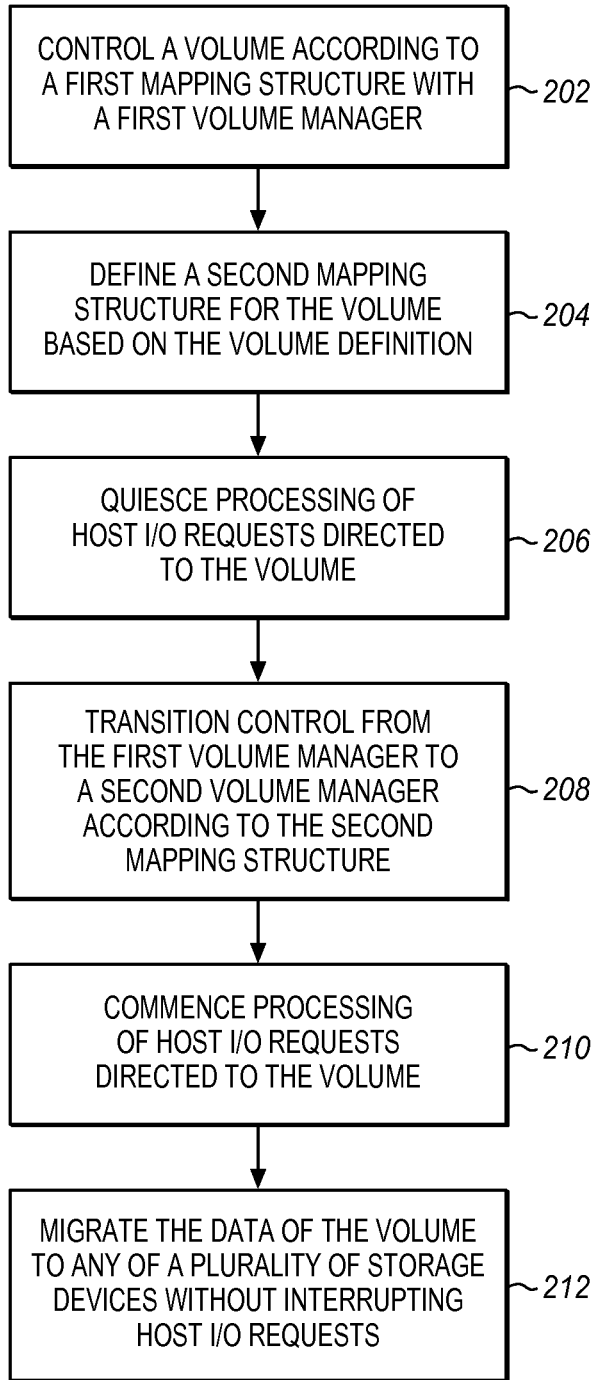 CONTROL A VOLUME ACCORDING TO
A FIRST MAPPING STRUCTURE WITH
A FIRST VOLUME MANAGER
202
DEFINE A SECOND MAPPING
STRUCTURE FOR THE VOLUME
BASED ON THE VOLUME DEFINITION
204
QUIESCE PROCESSING OF
HOST I/O REQUESTS DIRECTED
TO THE VOLUME
206
TRANSITION CONTROL FROM
THE FIRST VOLUME MANAGER TO
A SECOND VOLUME MANAGER
ACCORDING TO THE SECOND
MAPPING STRUCTURE
208
COMMENCE PROCESSING
OF HOST I/O REQUESTS
DIRECTED TO THE VOLUME
210
MIGRATE THE DATA OF THE VOLUME
TO ANY OF A PLURALITY OF STORAGE
DEVICES WITHOUT INTERRUPTING
HOST I/O REQUESTS
212